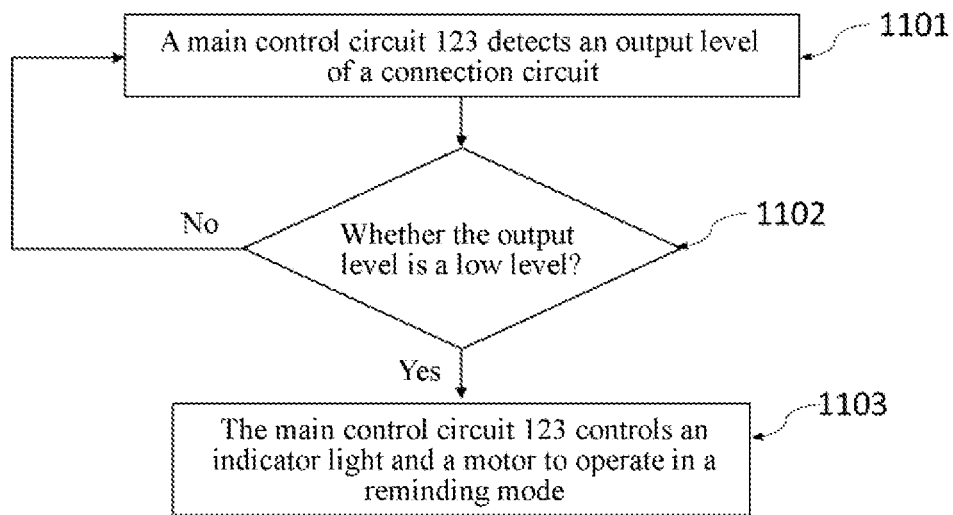 A main control circuit 123 detects an output level
of a connection circuit
1101
No
Whether the output
level is a low level?
1102
Yes
The main control circuit 123 controls an
indicator light and a motor to operate in a
reminding mode
1103